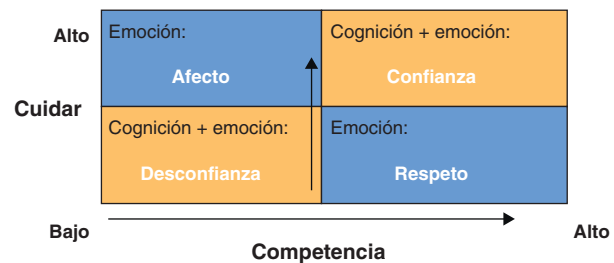 Alto
Emoción:
Afecto
Cognición + emoción:
Confianza
Cuidar
Cognición + emoción:
Desconfianza
Emoción:
Respeto
Bajo
Alto
Competencia